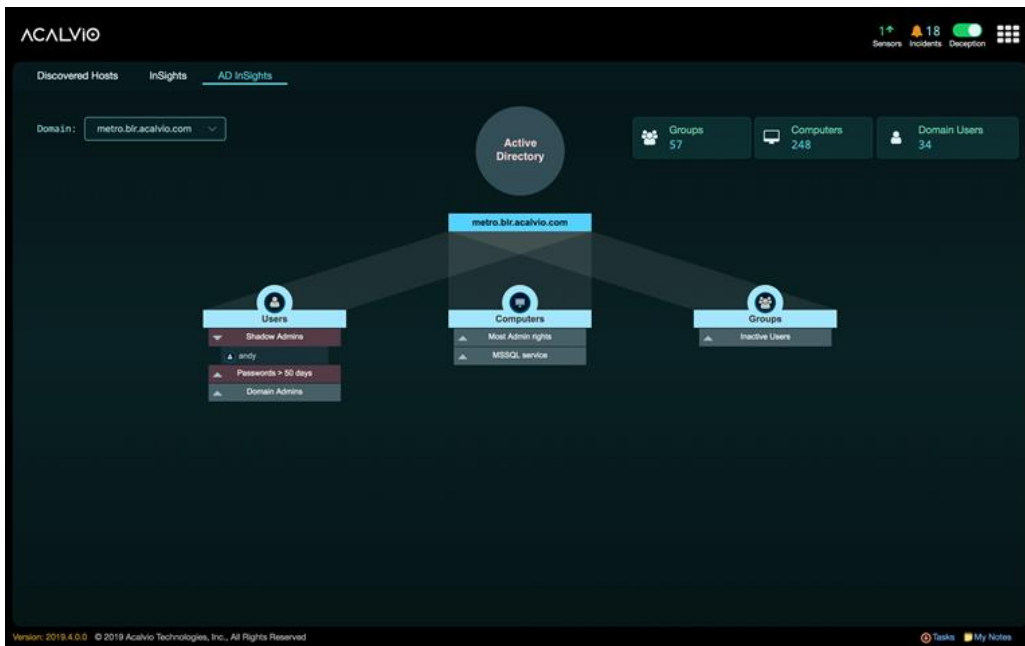 ACALVIO
1
Sensors
18
Incidents
Deception
Discovered Hosts InSights AD InSights
Domain: metro.blr.acalvio.com
Active
Directory
Groups
57
Computers
248
Domain Users
34
metro.blr.acalvio.com
Users
Shadow Admins
andy
Passwords > 50 days
Domain Admins
Computers
Most Admin rights
MSSQL service
Groups
Inactive Users
Version: 2019.4.0.0 © 2019 Acalvio Technologies, Inc., All Rights Reserved
Tasks My Notes